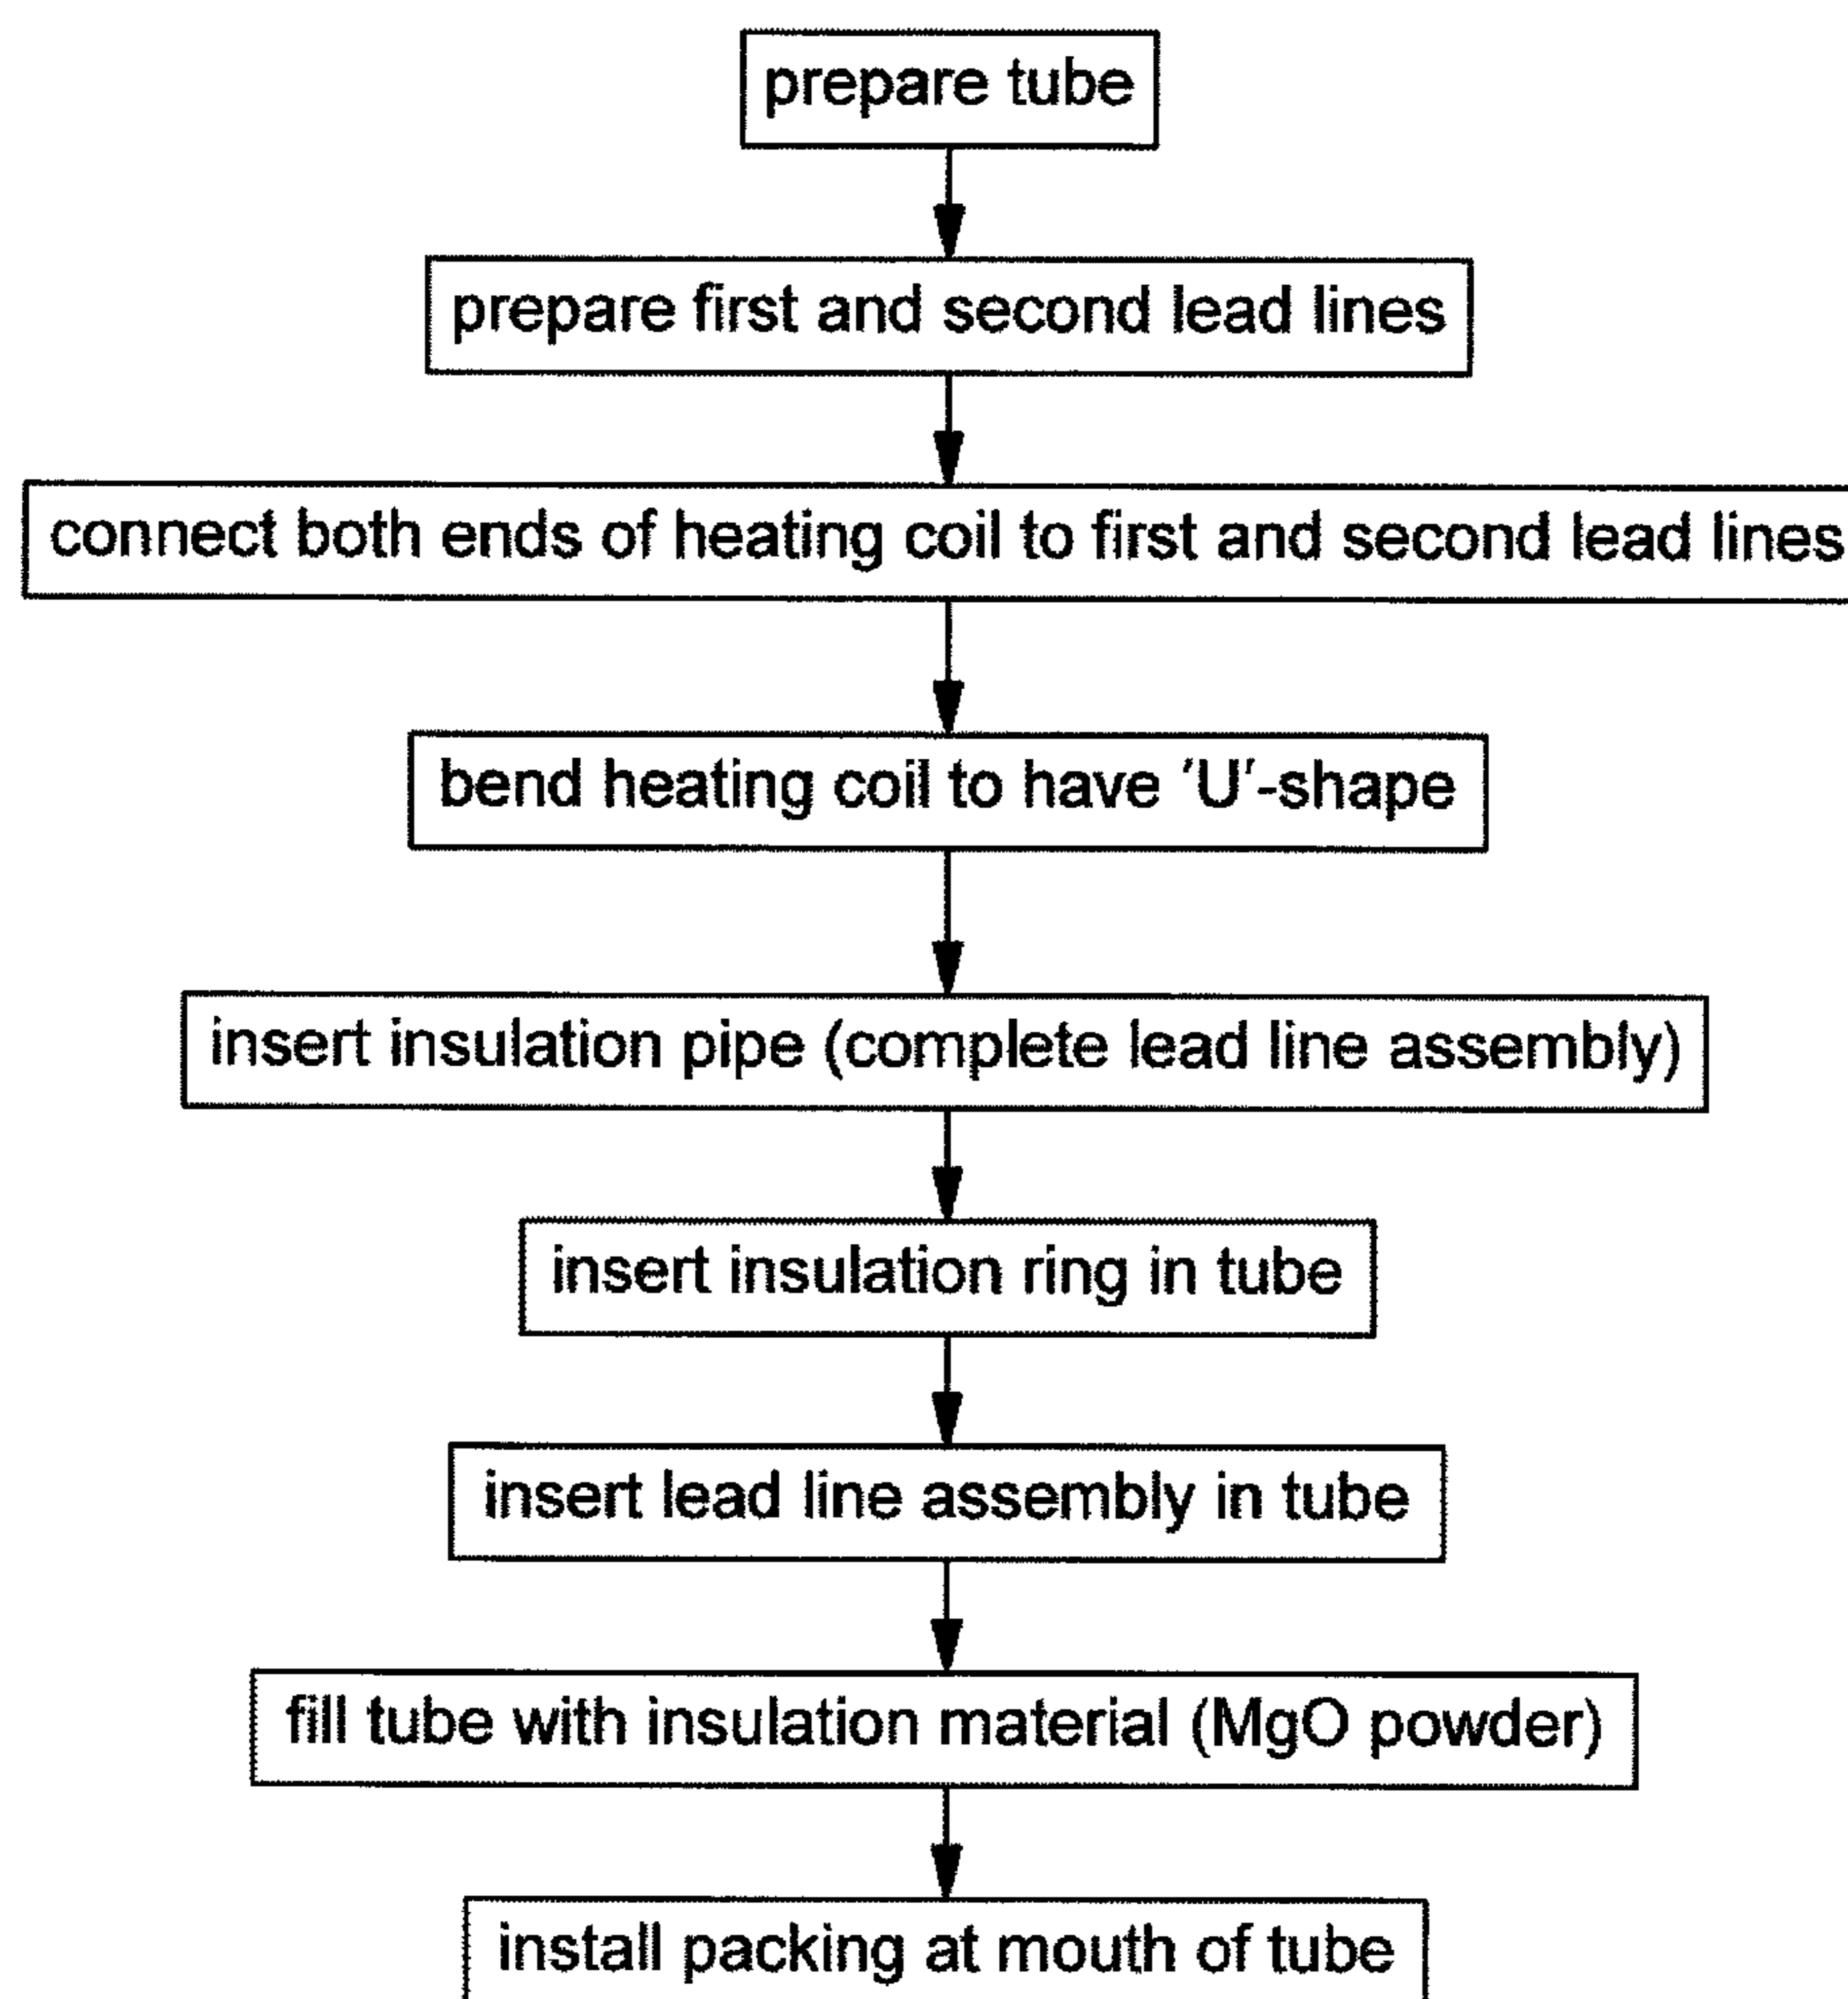 prepare tube
prepare first and second lead lines
connect both ends of heating coil to first and second lead lines
bend heating coil to have 'U'-shape
insert insulation pipe (complete lead line assembly)
insert insulation ring in tube
insert lead line assembly in tube
fill tube with insulation material (MgO powder)
install packing at mouth of tube